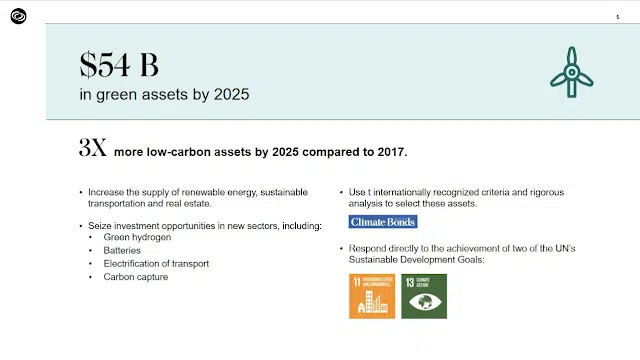 5
$54 B
in green assets by 2025
3X more low-carbon assets by 2025 compared to 2017.
• Increase the supply of renewable energy, sustainable
transportation and real estate.
• Seize investment opportunities in new sectors, including:
• Green hydrogen
• Batteries
• Electrification of transport
• Carbon capture
• Use t internationally recognized criteria and rigorous
analysis to select these assets.
Climate Bonds
• Respond directly to the achievement of two of the UN's
Sustainable Development Goals:
11 SUSTAINABLE CITIES
AND COMMUNITIES
13 CLIMATE
ACTION